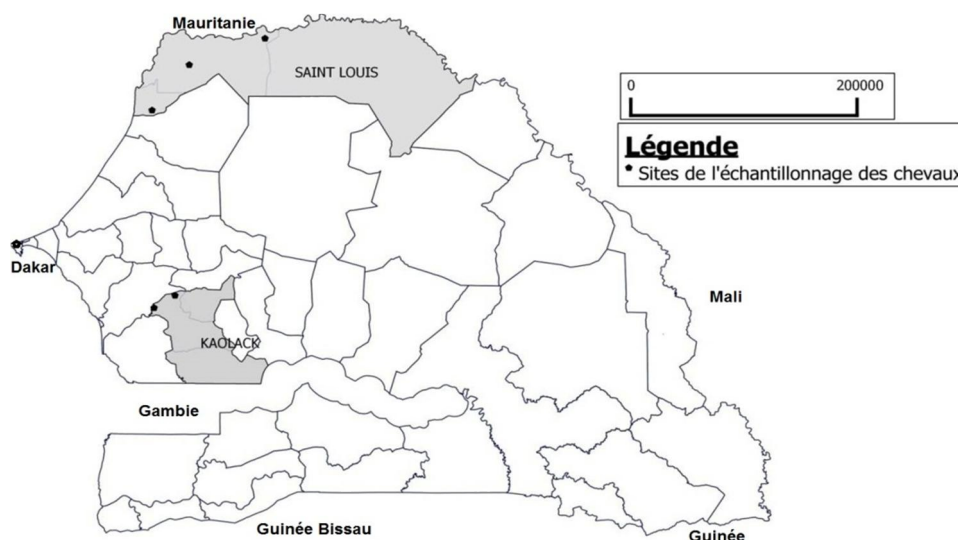 Mauritanie
SAINT LOUIS
0 200000
Légende
Sites de l'échantillonnage des chevaux
Dakar
Mali
KAOLACK
Gambie
Guinée Bissau
Guinée